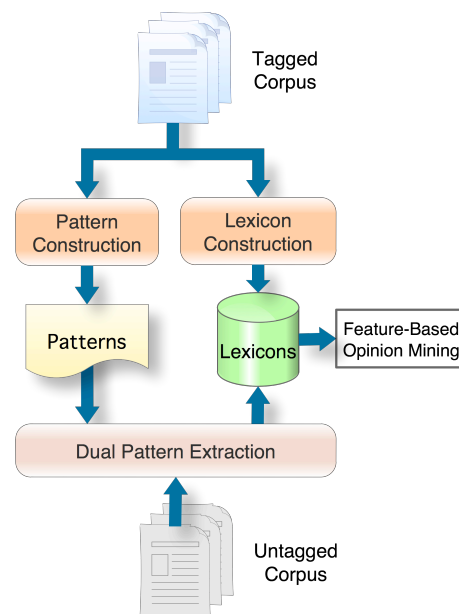 Tagged
Corpus
Pattern
Construction
Lexicon
Construction
Patterns
Lexicons
Feature-Based
Opinion Mining
Dual Pattern Extraction
Untagged
Corpus